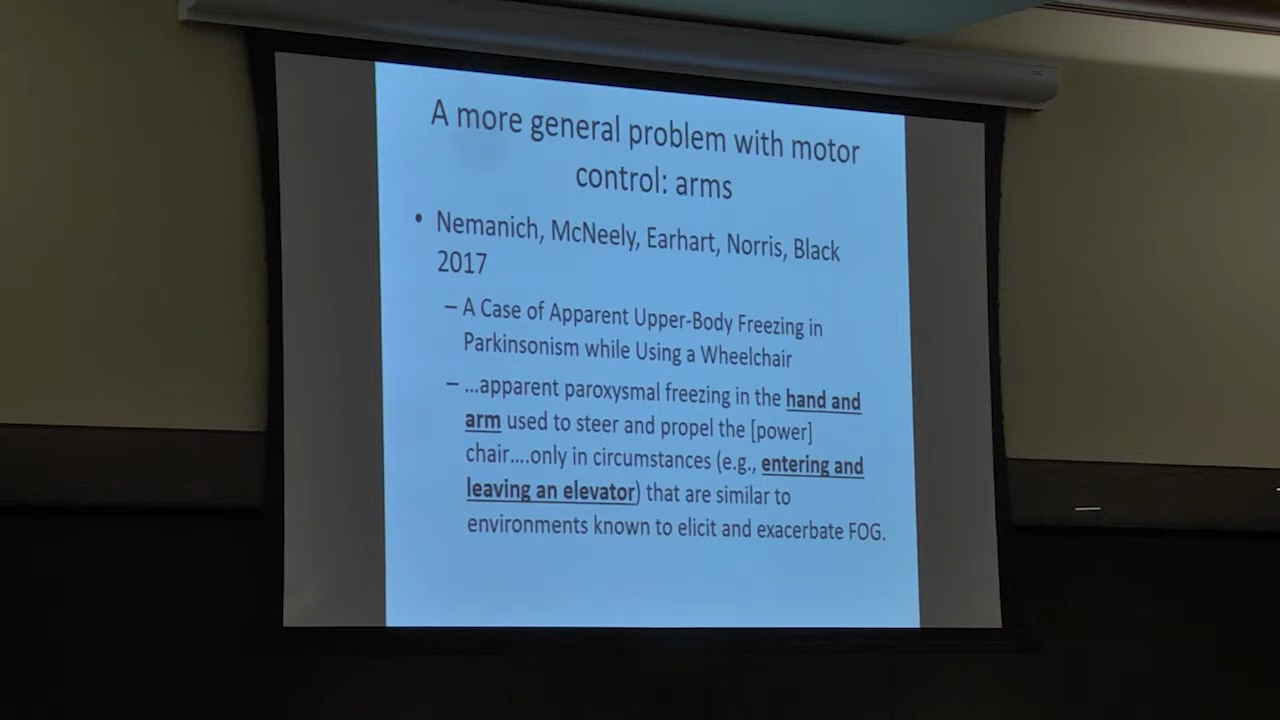 A more general problem with motor
control: arms
• Nemanich, McNeely, Earhart, Norris, Black
2017
– A Case of Apparent Upper-Body Freezing in
Parkinsonism while Using a Wheelchair
– ...apparent paroxysmal freezing in the hand and
arm used to steer and propel the [power]
chair....only in circumstances (e.g., entering and
leaving an elevator) that are similar to
environments known to elicit and exacerbate FOG.